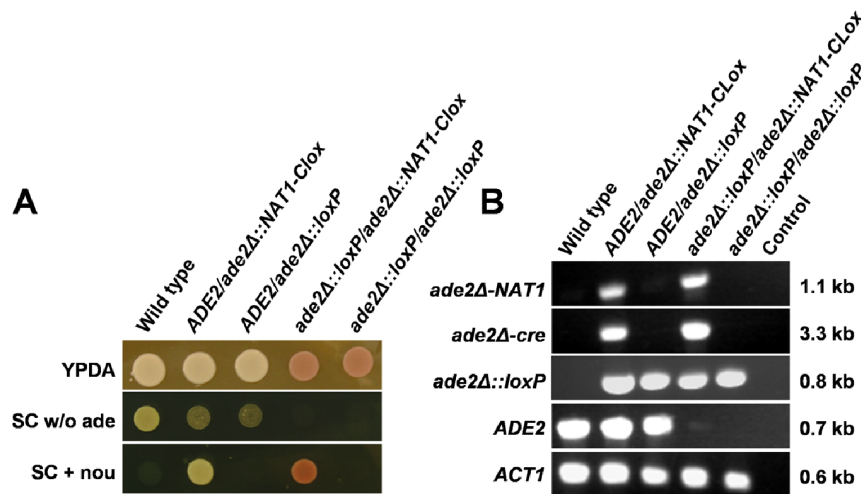 A
Wild type
ADE2/ade2Δ::NAT1-Clox
ADE2/ade2Δ::loxP
ade2Δ::loxP/ade2Δ::NAT1-Clox
ade2Δ::loxP/ade2Δ::loxP
YPDA
SC w/o ade
SC + nou
B
Wild type
ADE2/ade2Δ::NAT1-CLox
ADE2/ade2Δ::loxP
ade2Δ::loxP/ade2Δ::NAT1-CLox
ade2Δ::loxP/ade2Δ::loxP
Control
ade2Δ-NAT1 1.1 kb
ade2Δ-cre 3.3 kb
ade2Δ::loxP 0.8 kb
ADE2 0.7 kb
ACT1 0.6 kb